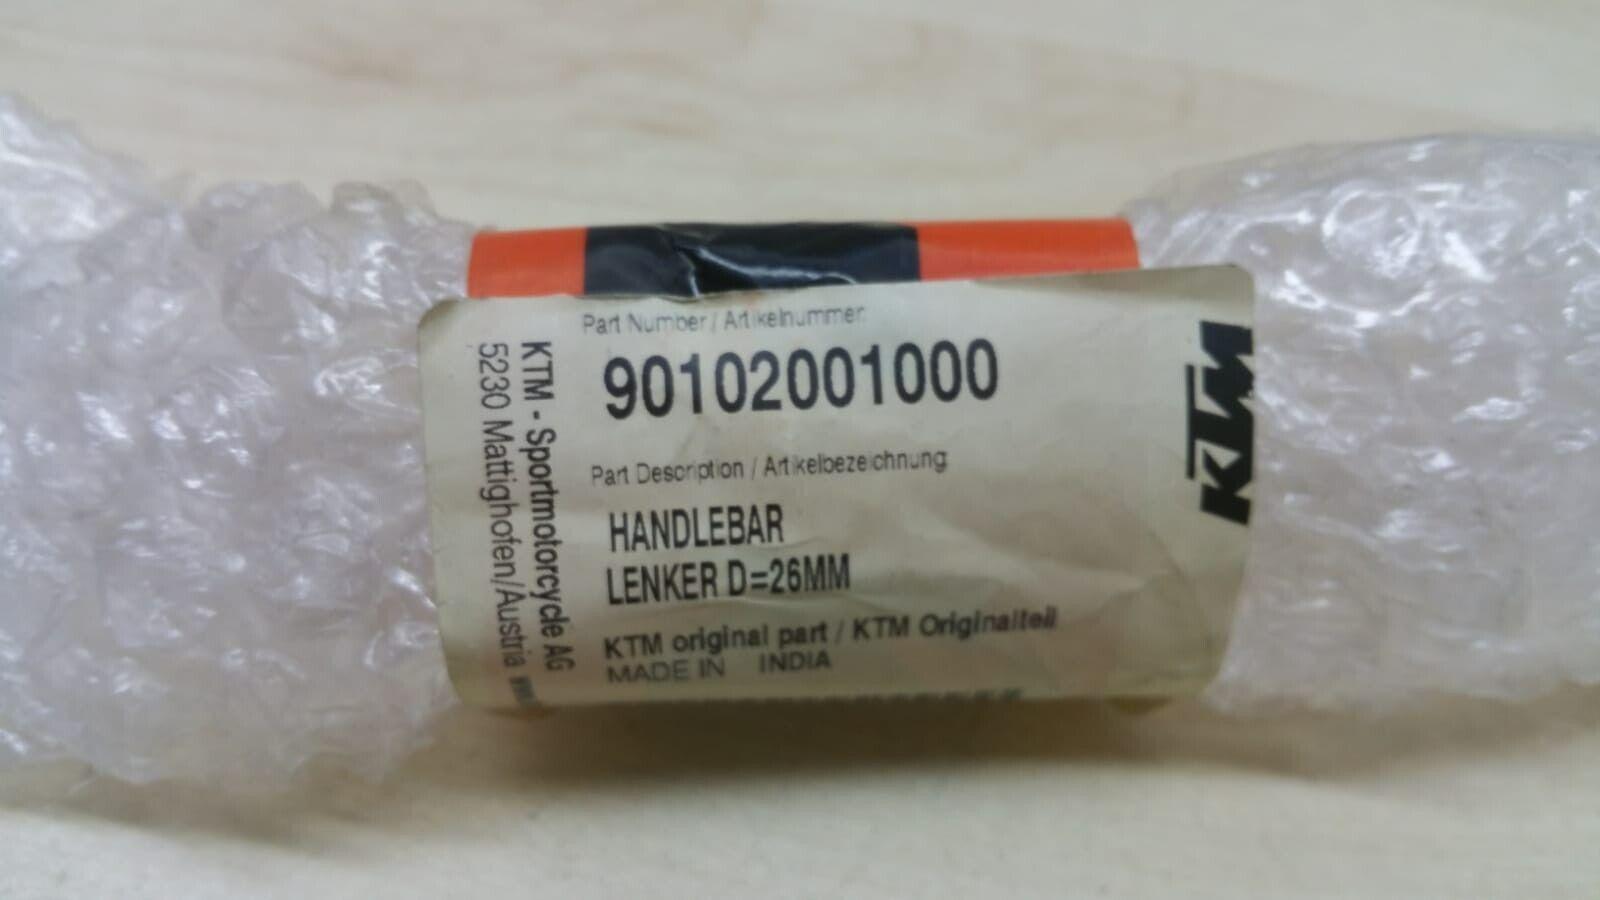 Part Number / Artikelnummer:
90102001000
Part Description / Artikelbezeichnung
HANDLEBAR
LENKER D=26MM
KTM original part / KTM Originalteil
MADE IN INDIA
KTM - Sportmotorcycle AG
5230 Mattighofen/Austria
KTM